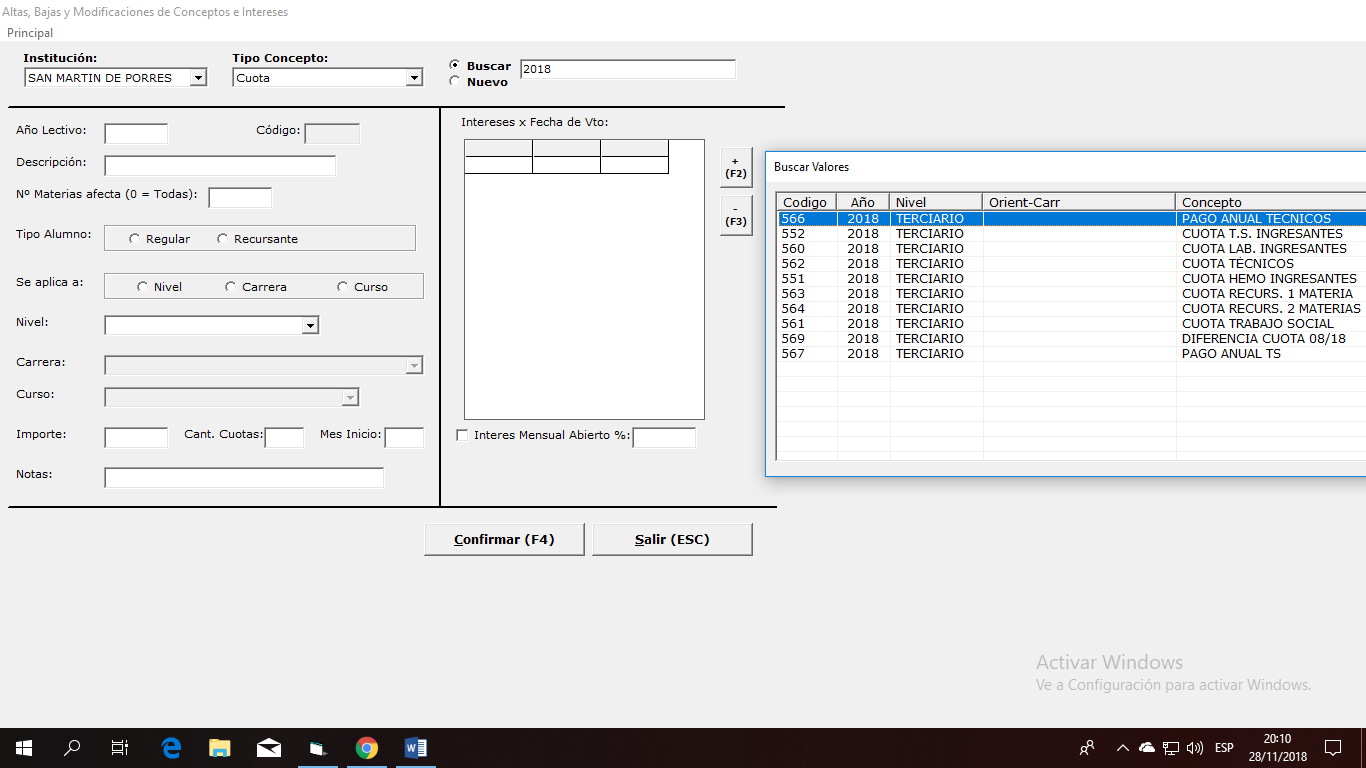 Altas, Bajas y Modificaciones de Conceptos e Intereses
Principal
Institución:
SAN MARTIN DE PORRES
Tipo Concepto:
Cuota
Buscar
Nuevo
2018
Año Lectivo:
Código:
Descripción:
Nº Materias afecta (0 = Todas):
Tipo Alumno:
Regular
Recursante
Se aplica a:
Nivel
Carrera
Curso
Nivel:
Carrera:
Curso:
Importe:
Cant. Cuotas:
Mes Inicio:
Notas:
Intereses x Fecha de Vto:
+
(F2)
-
(F3)
Interes Mensual Abierto %:
Confirmar (F4)
Salir (ESC)
Buscar Valores
Codigo Año Nivel Orient-Carr Concepto
566 2018 TERCIARIO PAGO ANUAL TECNICOS
552 2018 TERCIARIO CUOTA T.S. INGRESANTES
560 2018 TERCIARIO CUOTA LAB. INGRESANTES
562 2018 TERCIARIO CUOTA TÉCNICOS
551 2018 TERCIARIO CUOTA HEMO INGRESANTES
563 2018 TERCIARIO CUOTA RECURS. 1 MATERIA
564 2018 TERCIARIO CUOTA RECURS. 2 MATERIAS
561 2018 TERCIARIO CUOTA TRABAJO SOCIAL
569 2018 TERCIARIO DIFERENCIA CUOTA 08/18
567 2018 TERCIARIO PAGO ANUAL TS
Activar Windows
Ve a Configuración para activar Windows.
ESP
20:10
28/11/2018